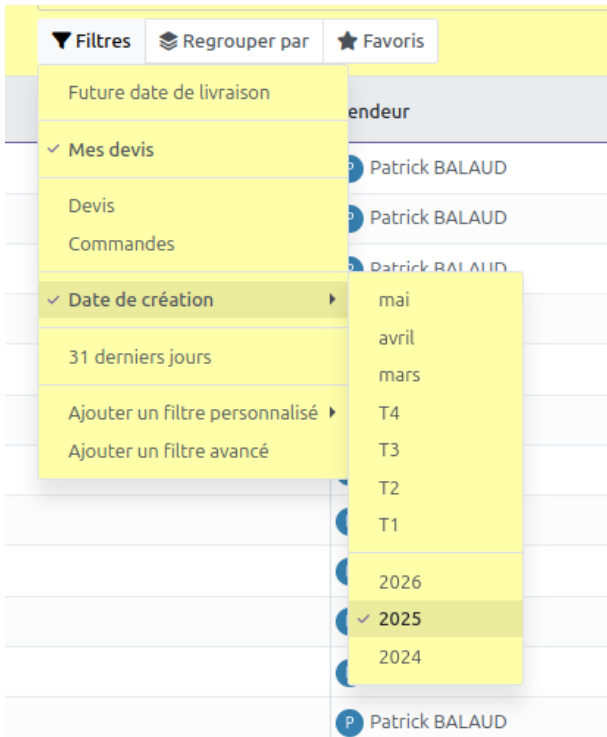 Filtres Regrouper par Favoris
Future date de livraison
endeur
Mes devis
P Patrick BALAUD
Devis
P Patrick BALAUD
Commandes
P Patrick BALAUD
Date de création
mai
avril
31 derniers jours
mars
Ajouter un filtre personnalisé
T4
Ajouter un filtre avancé
T3
T2
T1
2026
2025
2024
P Patrick BALAUD